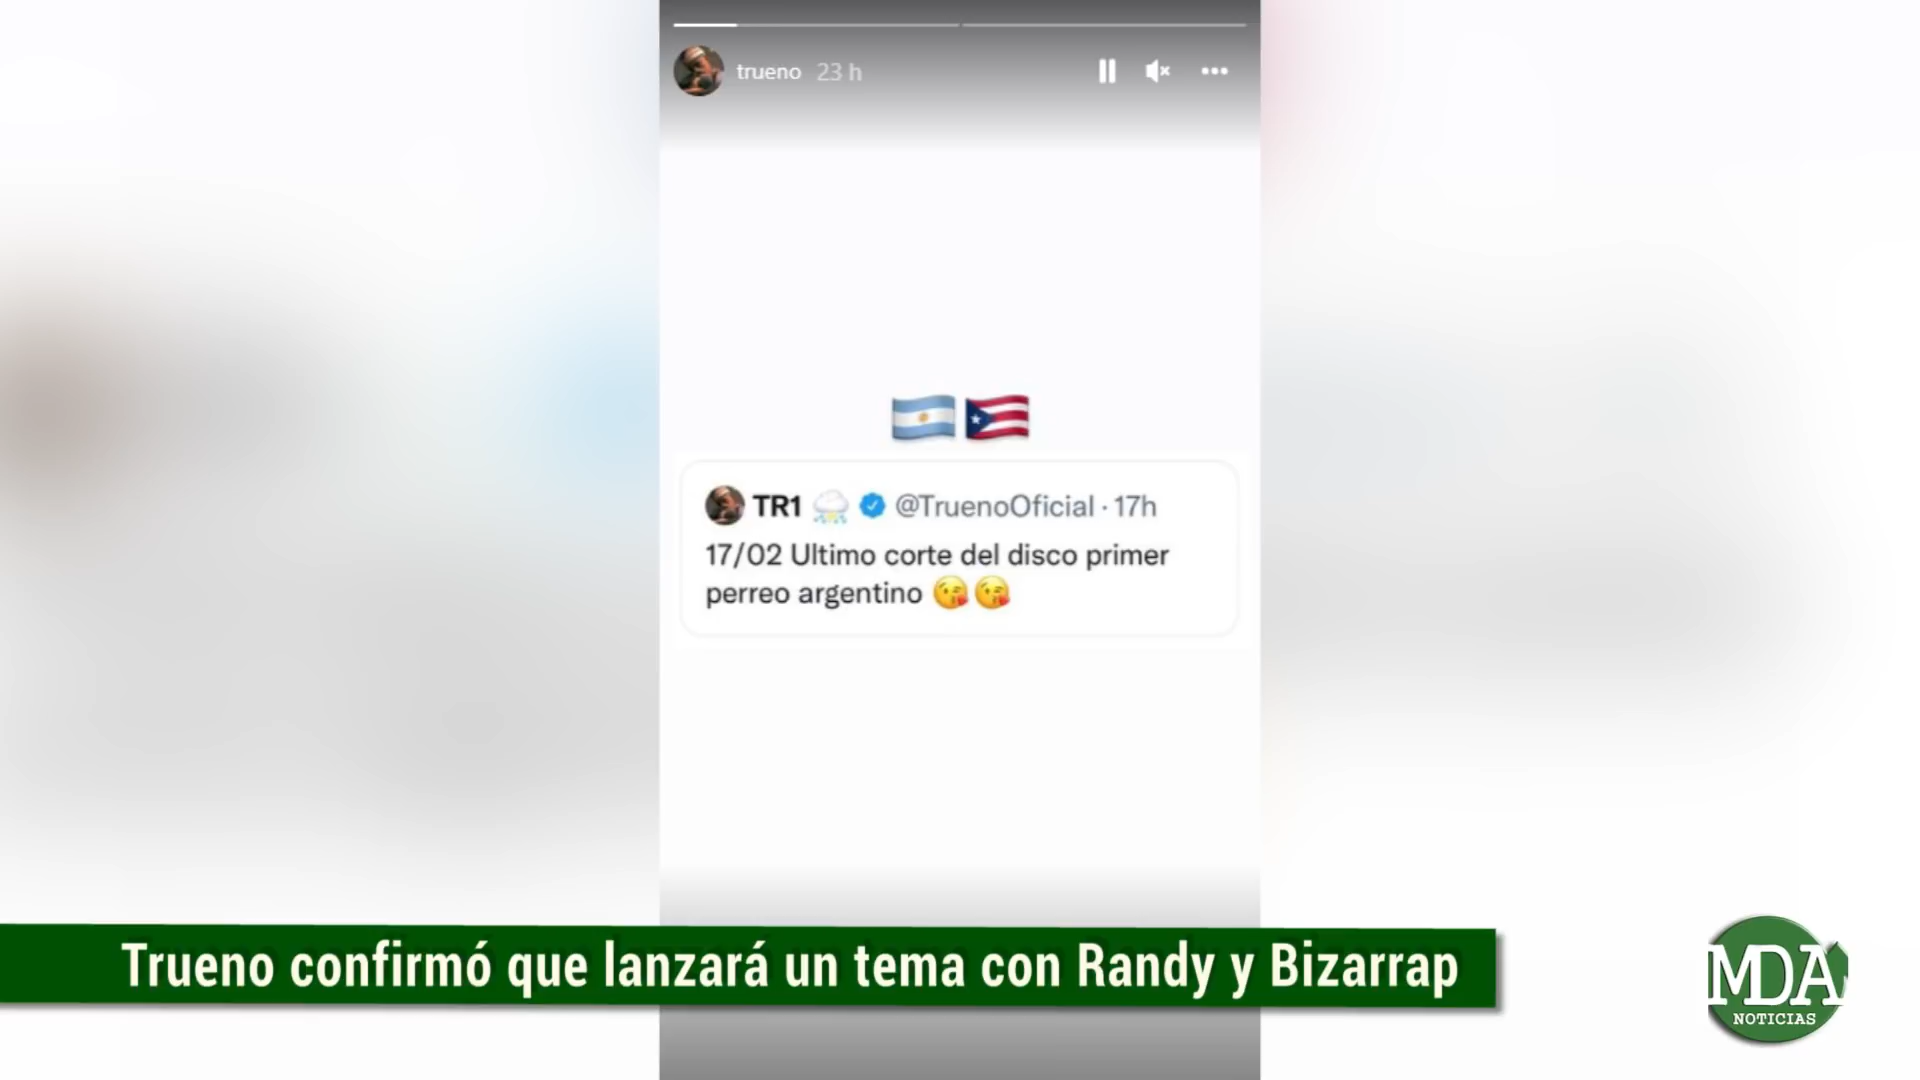 trueno 23 h
TR1 @TruenoOficial · 17h
17/02 Ultimo corte del disco primer
perreo argentino
Trueno confirmó que lanzará un tema con Randy y Bizarrap
MDA
NOTICIAS